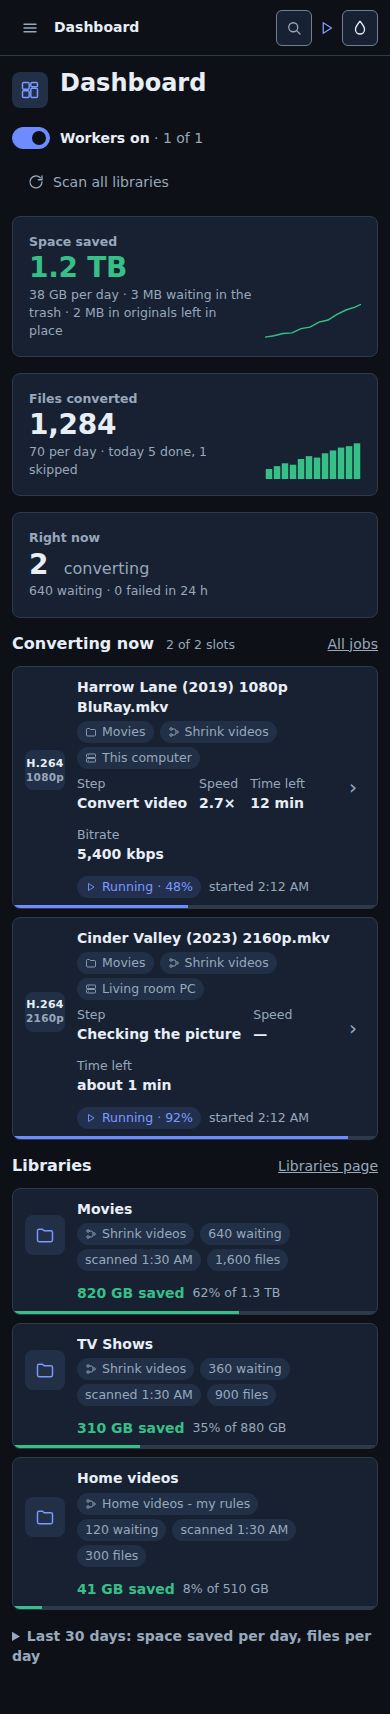 Dashboard
Dashboard
Workers on · 1 of 1
Scan all libraries
Space saved
1.2 TB
38 GB per day · 3 MB waiting in the
trash · 2 MB in originals left in
place
Files converted
1,284
70 per day · today 5 done, 1
skipped
Right now
2 converting
640 waiting · 0 failed in 24 h
Converting now 2 of 2 slots All jobs
Harrow Lane (2019) 1080p
BluRay.mkv
H.264
1080p
Movies Shrink videos
This computer
Step Speed Time left
Convert video 2.7× 12 min
Bitrate
5,400 kbps
Running · 48% started 2:12 AM
Cinder Valley (2023) 2160p.mkv
H.264
2160p
Movies Shrink videos
Living room PC
Step Speed
Checking the picture —
Time left
about 1 min
Running · 92% started 2:12 AM
Libraries Libraries page
Movies
Shrink videos 640 waiting
scanned 1:30 AM 1,600 files
820 GB saved 62% of 1.3 TB
TV Shows
Shrink videos 360 waiting
scanned 1:30 AM 900 files
310 GB saved 35% of 880 GB
Home videos
Home videos - my rules
120 waiting scanned 1:30 AM
300 files
41 GB saved 8% of 510 GB
Last 30 days: space saved per day, files per
day